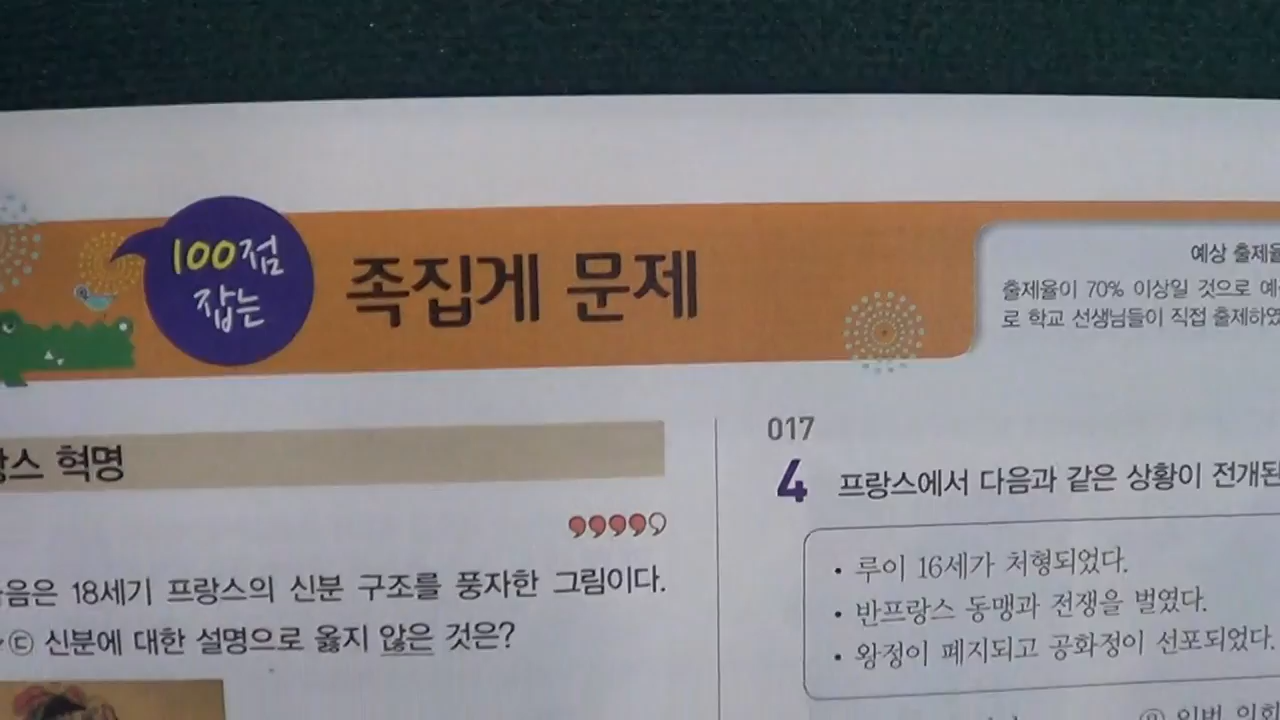 100점
잡는
족집게 문제
예상 출제율
출제율이 70% 이상일 것으로
로 학교 선생님들이 직접 출제하였
혁명
음은 18세기 프랑스의 신분 구조를 풍자한 그림이다.
ⓒ 신분에 대한 설명으로 옳지 않은 것은?
017
4 프랑스에서 다음과 같은 상황이 전개된
• 루이 16세가 처형되었다.
• 반프랑스 동맹과 전쟁을 벌였다.
• 왕정이 폐지되고 공화정이 선포되었다.